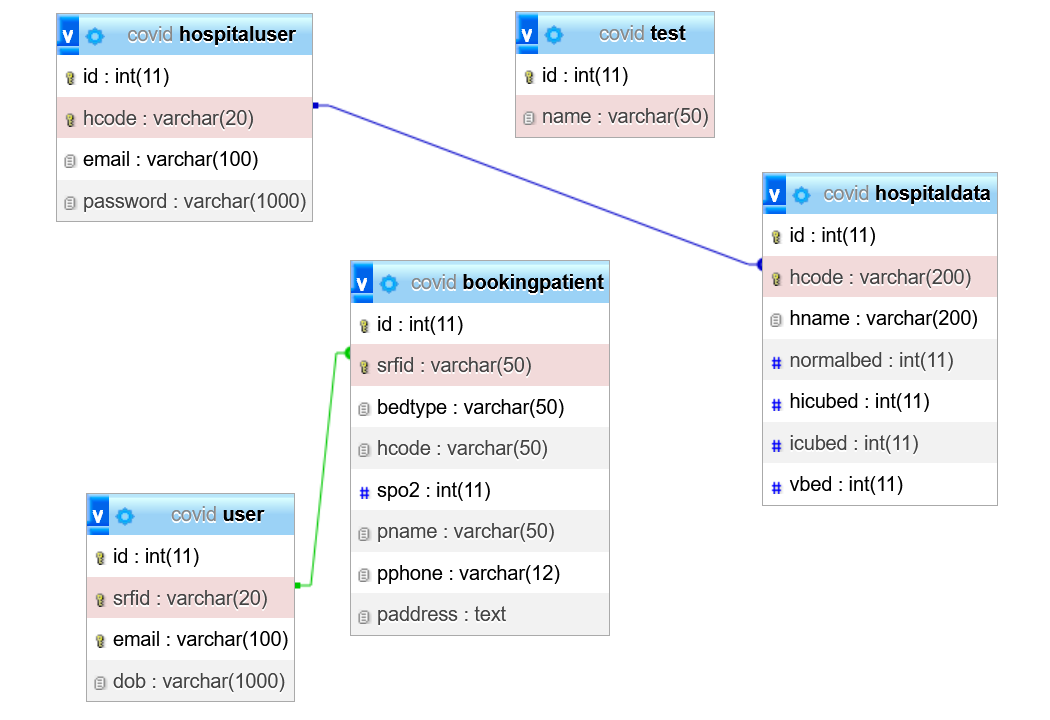 v covid hospitaluser
id : int(11)
hcode : varchar(20)
email : varchar(100)
password : varchar(1000)
v covid test
id : int(11)
name : varchar(50)
v covid hospitaldata
id : int(11)
hcode : varchar(200)
hname : varchar(200)
# normalbed : int(11)
# hicubed : int(11)
# icubed : int(11)
# vbed : int(11)
v covid bookingpatient
id : int(11)
srfid : varchar(50)
bedtype : varchar(50)
hcode : varchar(50)
# spo2 : int(11)
pname : varchar(50)
pphone : varchar(12)
paddress : text
v covid user
id : int(11)
srfid : varchar(20)
email : varchar(100)
dob : varchar(1000)